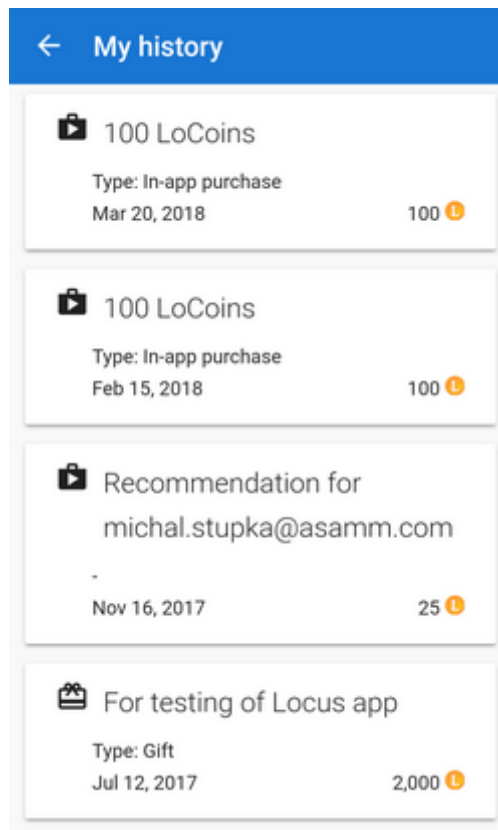 My history
100 LoCoins
Type: In-app purchase
Mar 20, 2018 100 L
100 LoCoins
Type: In-app purchase
Feb 15, 2018 100 L
Recommendation for
michal.stupka@asamm.com
-
Nov 16, 2017 25 L
For testing of Locus app
Type: Gift
Jul 12, 2017 2,000 L